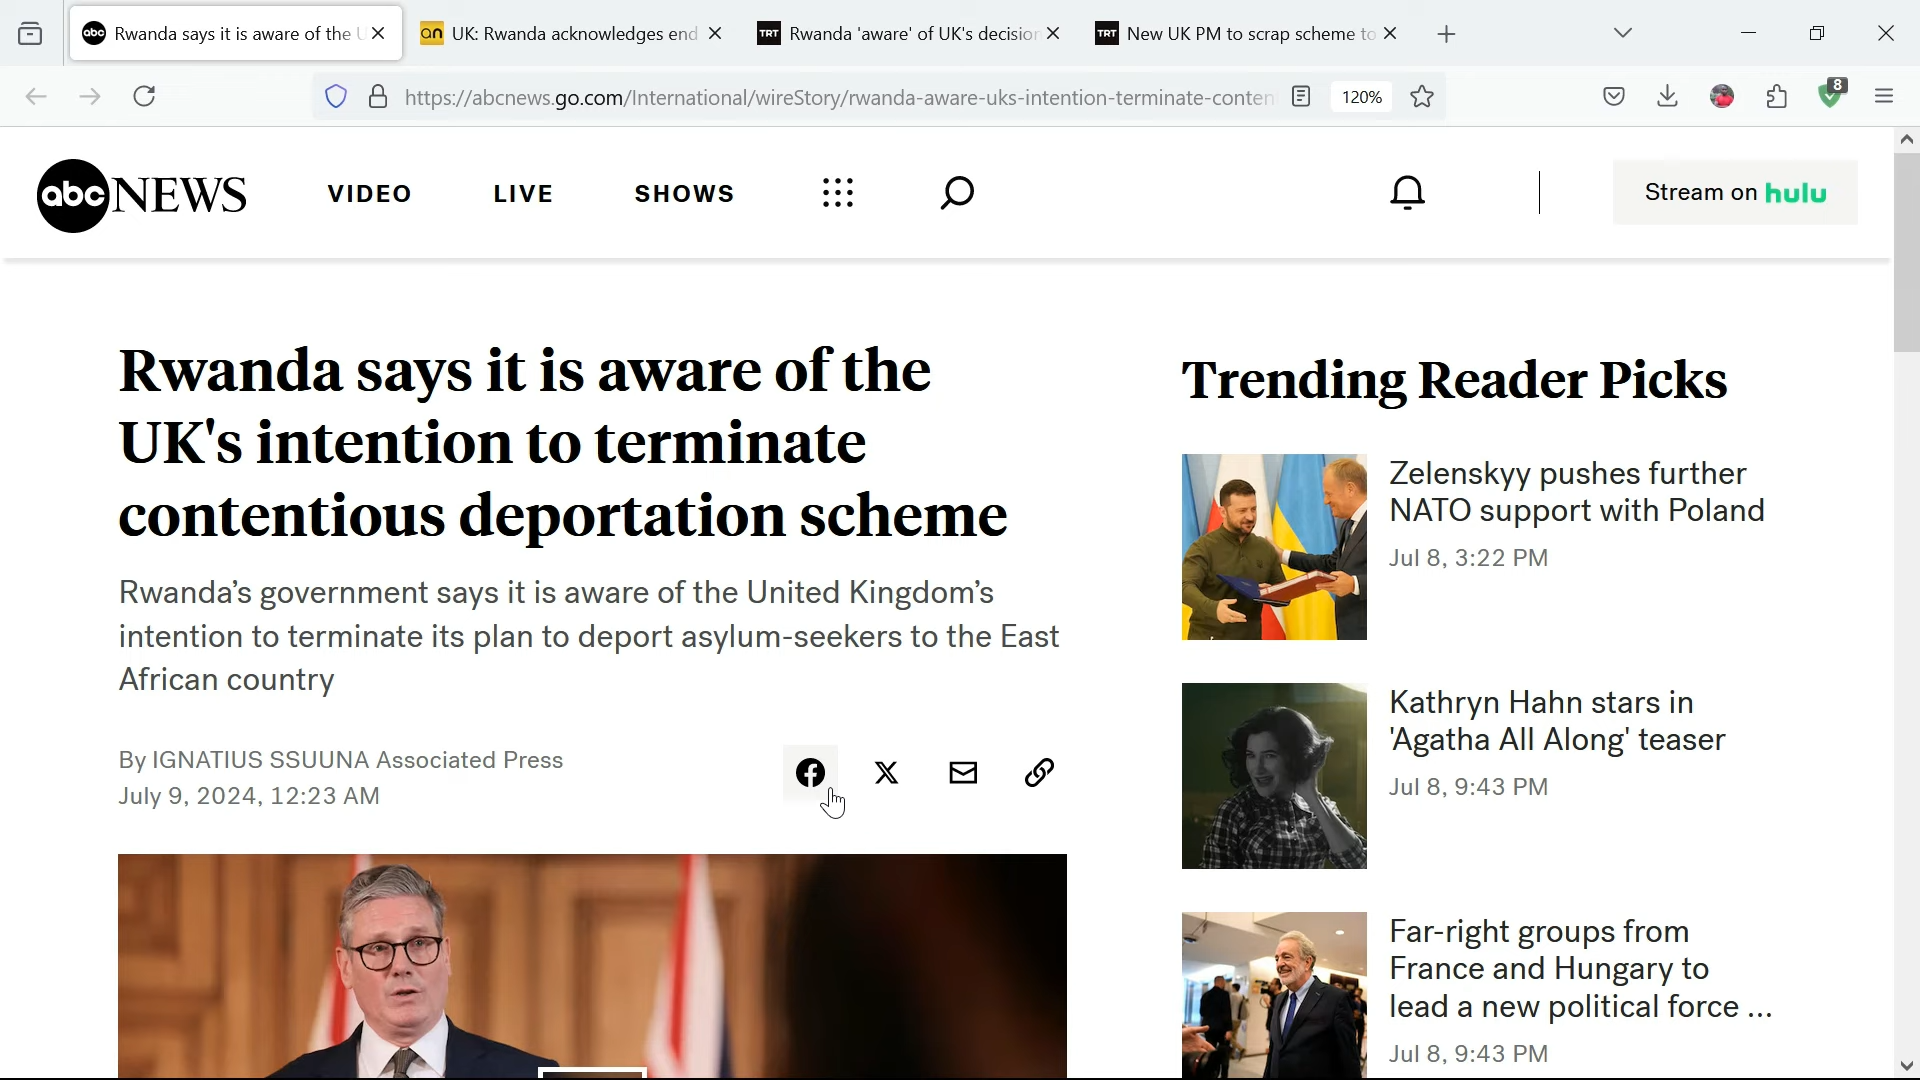 Rwanda says it is aware of the U
UK: Rwanda acknowledges end
Rwanda 'aware' of UK's decision
New UK PM to scrap scheme to
https://abcnews.go.com/International/wireStory/rwanda-aware-uks-intention-terminate-conten
120%
8
abc NEWS
VIDEO
LIVE
SHOWS
Stream on hulu
Rwanda says it is aware of the
UK's intention to terminate
contentious deportation scheme
Rwanda’s government says it is aware of the United Kingdom’s
intention to terminate its plan to deport asylum-seekers to the East
African country
By IGNATIUS SSUUNA Associated Press
July 9, 2024, 12:23 AM
Trending Reader Picks
Zelenskyy pushes further
NATO support with Poland
Jul 8, 3:22 PM
Kathryn Hahn stars in
'Agatha All Along' teaser
Jul 8, 9:43 PM
Far-right groups from
France and Hungary to
lead a new political force ...
Jul 8, 9:43 PM